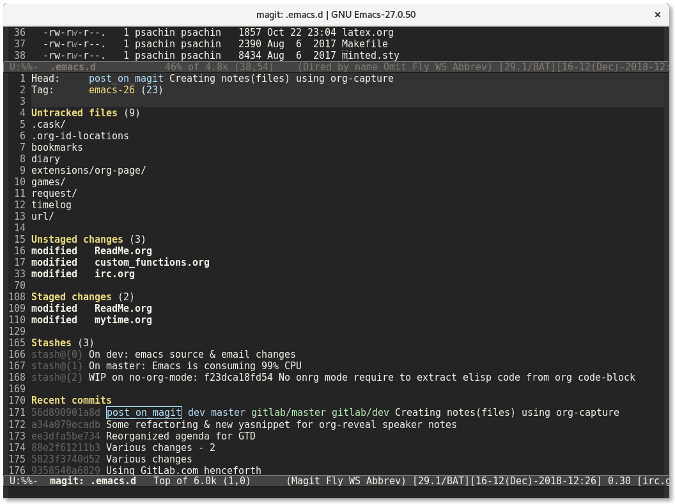 magit: .emacs.d | GNU Emacs-27.0.50
36 -rw-rw-r--. 1 psachin psachin 1857 Oct 22 23:04 latex.org
37 -rw-rw-r--. 1 psachin psachin 2390 Aug 6 2017 Makefile
38 -rw-rw-r--. 1 psachin psachin 8434 Aug 6 2017 minted.sty
U:%%- .emacs.d 46% of 4.8k (38,54) (Dired by name Omit Fly WS Abbrev) [29.1/BAT][16-12(Dec)-2018-12:
1 Head: post_on_magit Creating notes(files) using org-capture
2 Tag: emacs-26 (23)
3
4 Untracked files (9)
5 .cask/
6 .org-id-locations
7 bookmarks
8 diary
9 extensions/org-page/
10 games/
11 request/
12 timelog
13 url/
14
15 Unstaged changes (3)
16 modified ReadMe.org
17 modified custom_functions.org
33 modified irc.org
70
108 Staged changes (2)
109 modified ReadMe.org
110 modified mytime.org
129
165 Stashes (3)
166 stash@{0} On dev: emacs source & email changes
167 stash@{1} On master: Emacs is consuming 99% CPU
168 stash@{2} WIP on no-org-mode: f23dca18fd54 No onrg mode require to extract elisp code from org code-block
169
170 Recent commits
171 56d890901a8d post_on_magit dev master gitlab/master gitlab/dev Creating notes(files) using org-capture
172 a34a079ecadb Some refactoring & new yasnippet for org-reveal speaker notes
173 ee3dfa5be734 Reorganized agenda for GTD
174 88e2f61211b3 Various changes - 2
175 5823f3740d52 Various changes
176 9358548a6829 Using GitLab.com henceforth
U:%%- magit: .emacs.d Top of 6.0k (1,0) (Magit Fly WS Abbrev) [29.1/BAT][16-12(Dec)-2018-12:26] 0.30 [irc.o